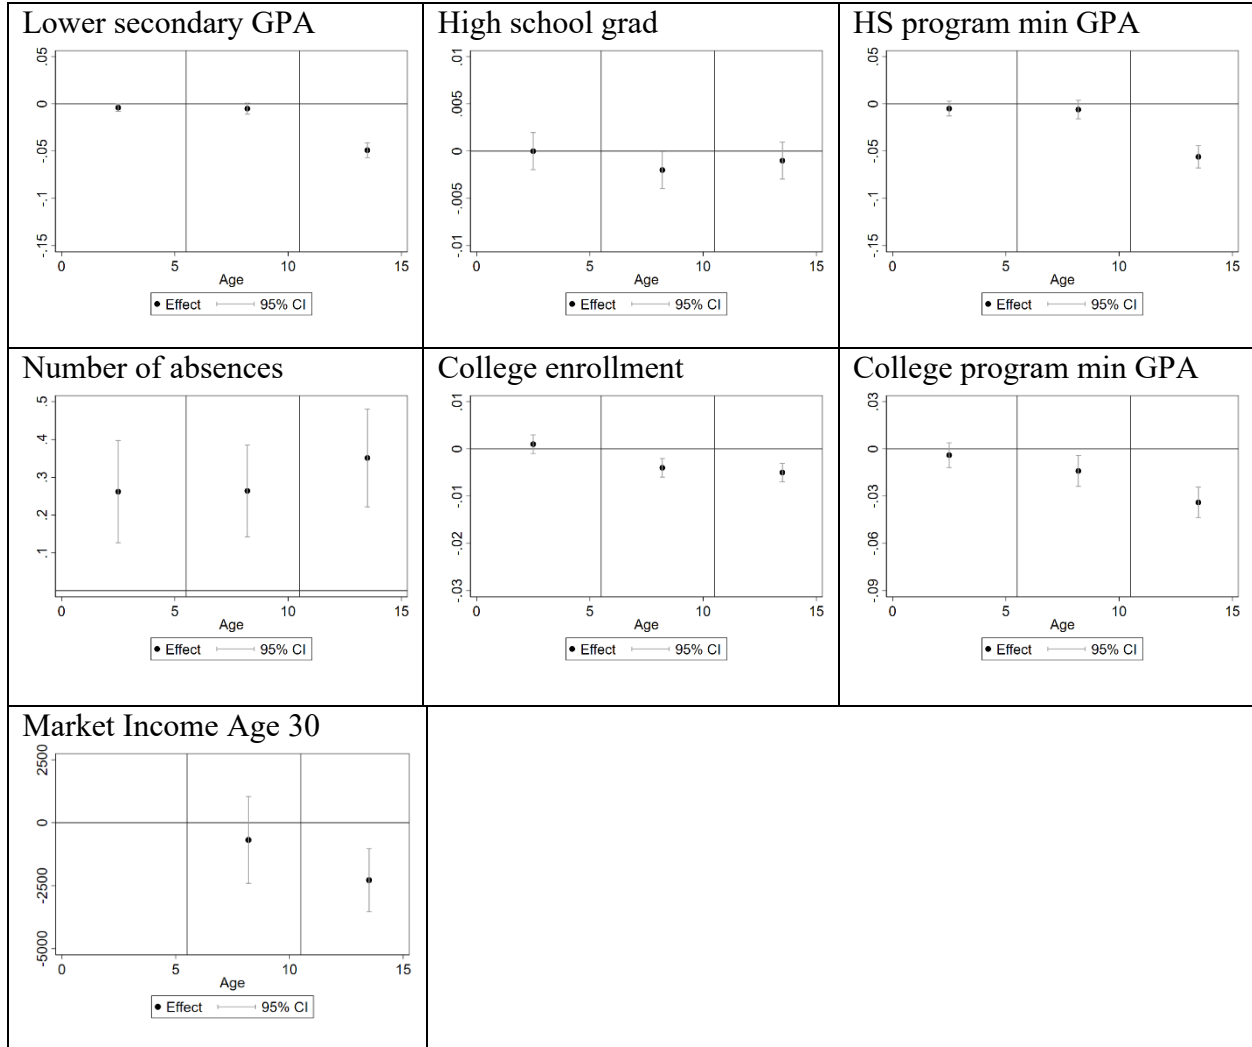 Lower secondary GPA
.05
0
-.05
-.1
-.15
0 5 10 15
Age
Effect 95% CI
High school grad
.01
.005
0
-.005
-.01
0 5 10 15
Age
Effect 95% CI
HS program min GPA
.05
0
-.05
-.1
-.15
0 5 10 15
Age
Effect 95% CI
Number of absences
.5
.4
.3
.2
.1
0 5 10 15
Age
Effect 95% CI
College enrollment
.01
0
-.01
-.02
-.03
0 5 10 15
Age
Effect 95% CI
College program min GPA
.03
0
-.03
-.06
-.09
0 5 10 15
Age
Effect 95% CI
Market Income Age 30
2500
0
-2500
-5000
0 5 10 15
Age
Effect 95% CI